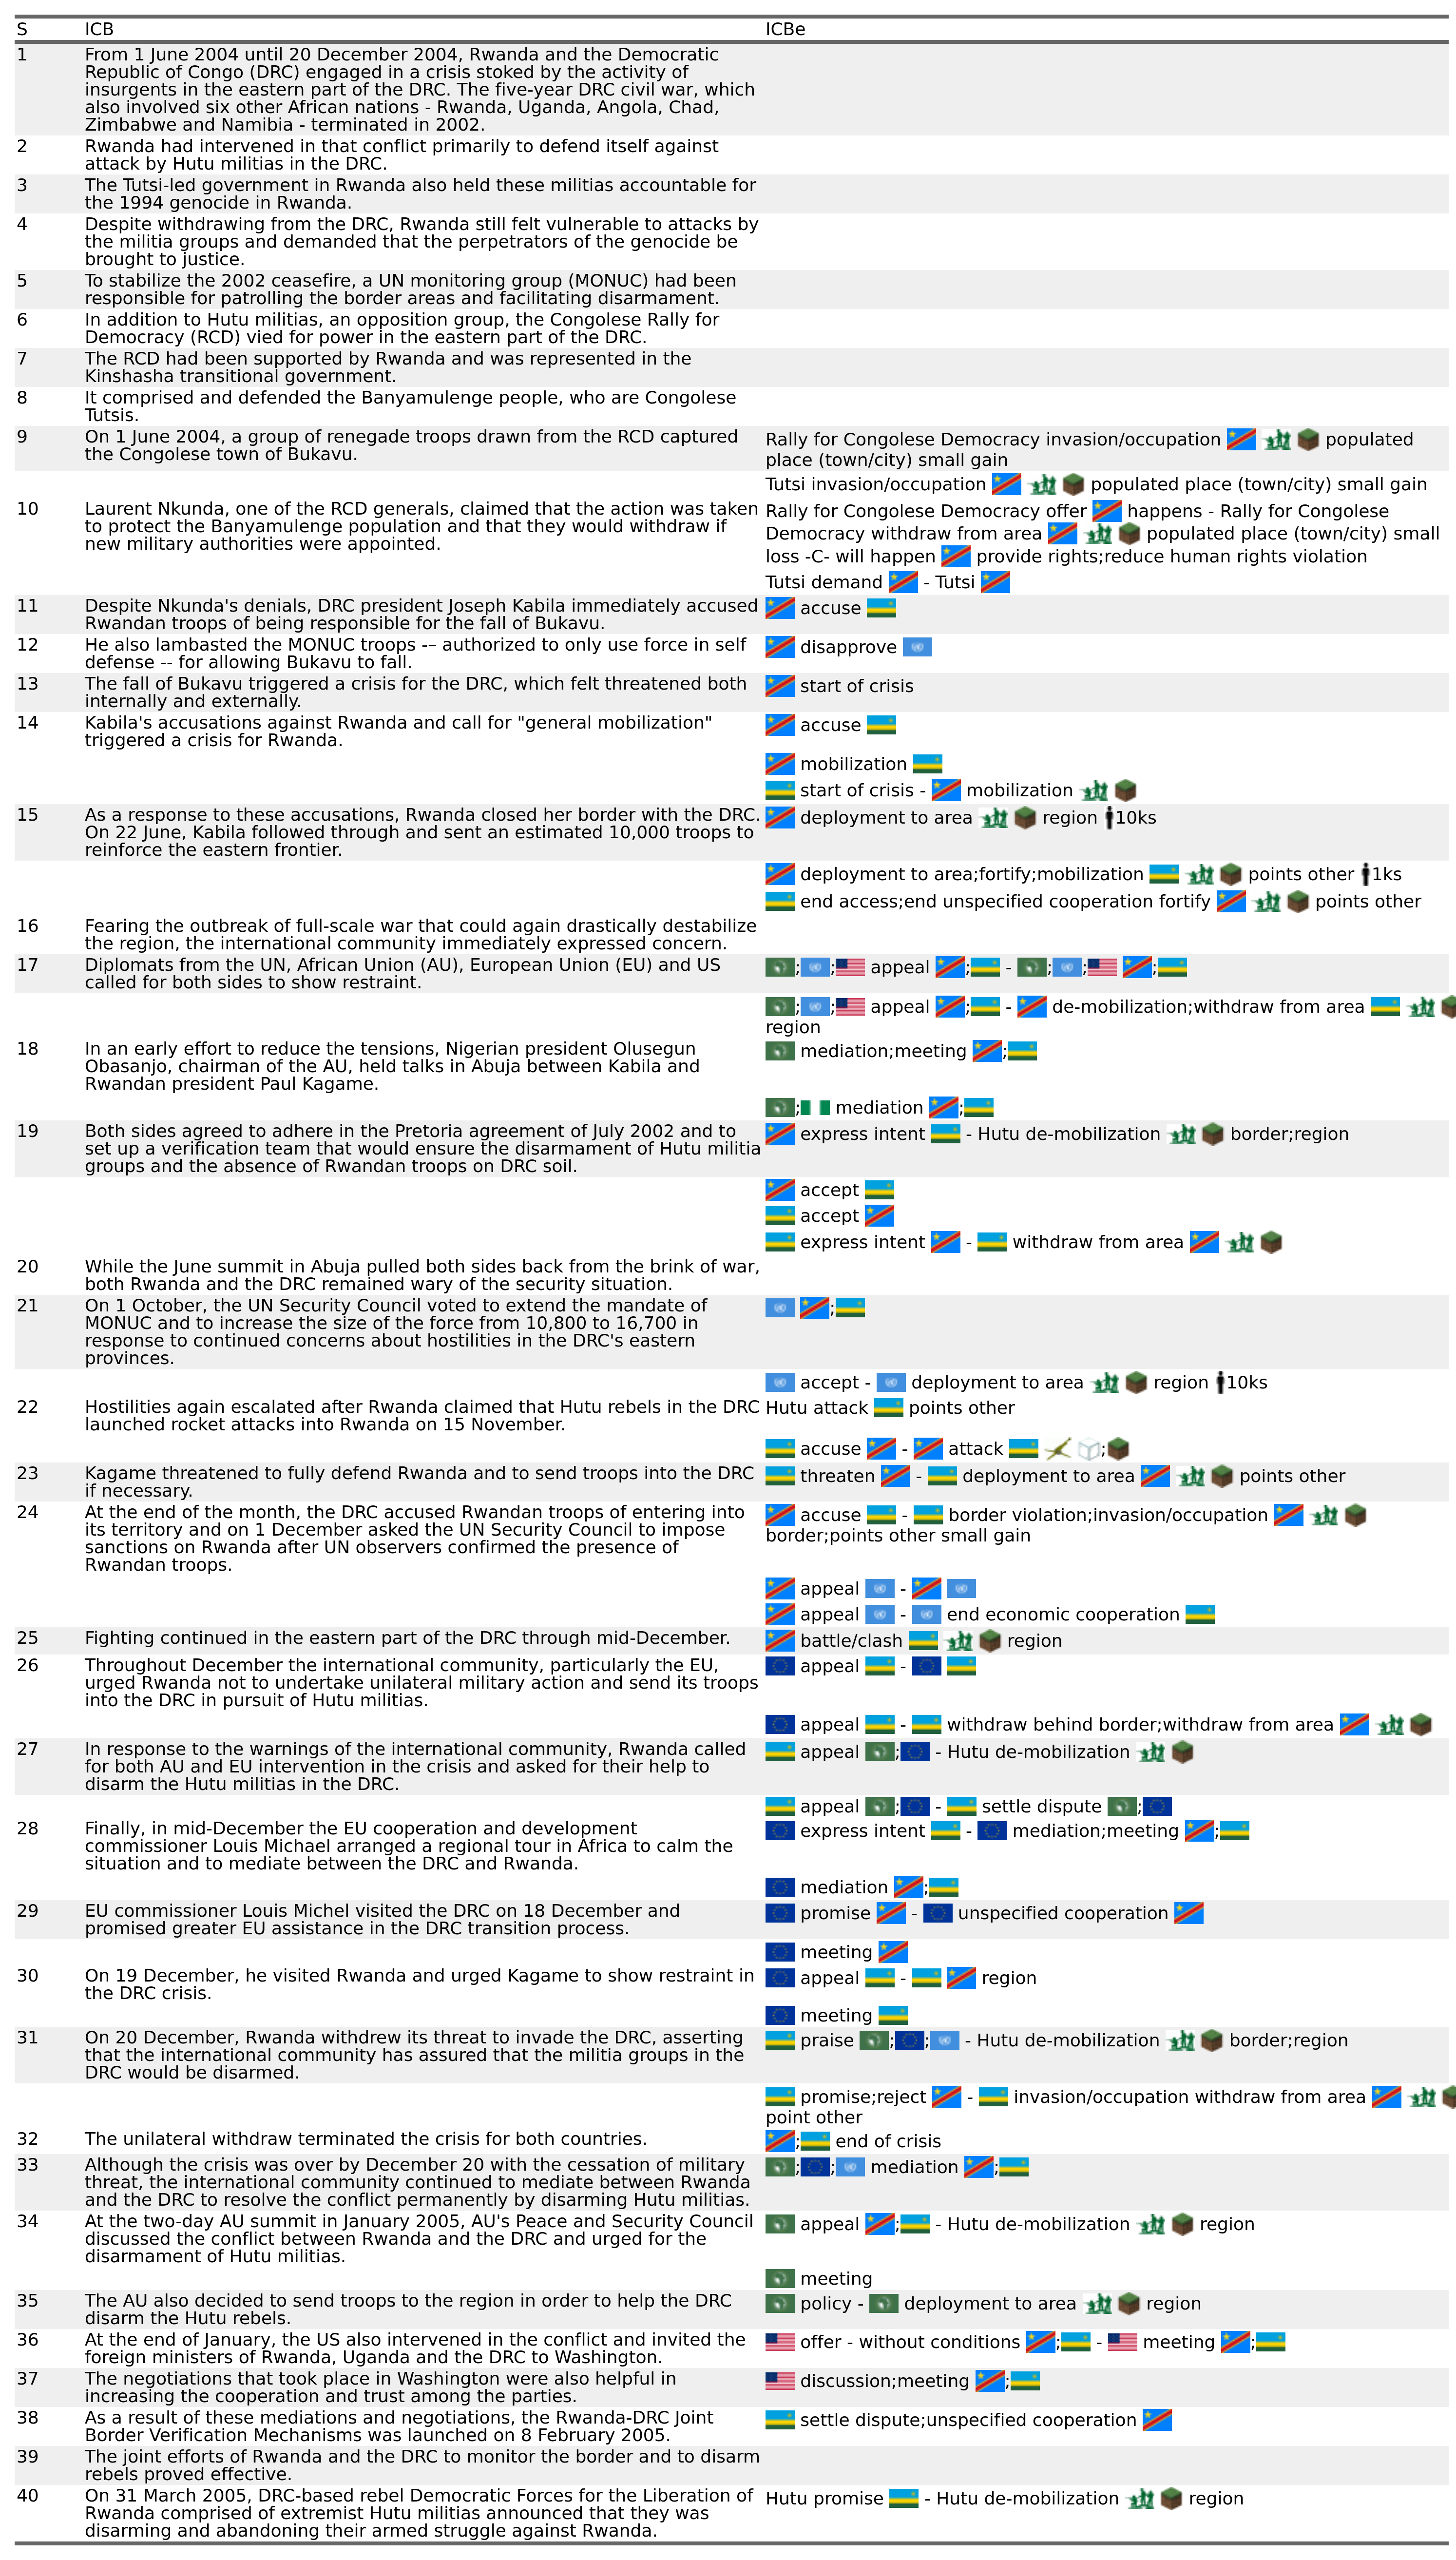 S ICB ICBe
1 From 1 June 2004 until 20 December 2004, Rwanda and the Democratic
Republic of Congo (DRC) engaged in a crisis stoked by the activity of
insurgents in the eastern part of the DRC. The five-year DRC civil war, which
also involved six other African nations - Rwanda, Uganda, Angola, Chad,
Zimbabwe and Namibia - terminated in 2002.
2 Rwanda had intervened in that conflict primarily to defend itself against
attack by Hutu militias in the DRC.
3 The Tutsi-led government in Rwanda also held these militias accountable for
the 1994 genocide in Rwanda.
4 Despite withdrawing from the DRC, Rwanda still felt vulnerable to attacks by
the militia groups and demanded that the perpetrators of the genocide be
brought to justice.
5 To stabilize the 2002 ceasefire, a UN monitoring group (MONUC) had been
responsible for patrolling the border areas and facilitating disarmament.
6 In addition to Hutu militias, an opposition group, the Congolese Rally for
Democracy (RCD) vied for power in the eastern part of the DRC.
7 The RCD had been supported by Rwanda and was represented in the
Kinshasha transitional government.
8 It comprised and defended the Banyamulenge people, who are Congolese
Tutsis.
9 On 1 June 2004, a group of renegade troops drawn from the RCD captured
the Congolese town of Bukavu.
Rally for Congolese Democracy invasion/occupation populated
place (town/city) small gain
Tutsi invasion/occupation populated place (town/city) small gain
10 Laurent Nkunda, one of the RCD generals, claimed that the action was taken
to protect the Banyamulenge population and that they would withdraw if
new military authorities were appointed.
Rally for Congolese Democracy offer happens - Rally for Congolese
Democracy withdraw from area populated place (town/city) small
loss -C- will happen provide rights;reduce human rights violation
Tutsi demand - Tutsi
11 Despite Nkunda's denials, DRC president Joseph Kabila immediately accused
Rwandan troops of being responsible for the fall of Bukavu.
accuse
12 He also lambasted the MONUC troops -– authorized to only use force in self
defense -- for allowing Bukavu to fall.
disapprove
13 The fall of Bukavu triggered a crisis for the DRC, which felt threatened both
internally and externally.
start of crisis
14 Kabila's accusations against Rwanda and call for "general mobilization"
triggered a crisis for Rwanda.
accuse
mobilization
start of crisis - mobilization
15 As a response to these accusations, Rwanda closed her border with the DRC.
On 22 June, Kabila followed through and sent an estimated 10,000 troops to
reinforce the eastern frontier.
deployment to area region 10ks
deployment to area;fortify;mobilization points other 1ks
end access;end unspecified cooperation fortify points other
16 Fearing the outbreak of full-scale war that could again drastically destabilize
the region, the international community immediately expressed concern.
17 Diplomats from the UN, African Union (AU), European Union (EU) and US
called for both sides to show restraint.
; ; appeal ; - ; ; ;
; ; appeal ; - de-mobilization;withdraw from area
region
18 In an early effort to reduce the tensions, Nigerian president Olusegun
Obasanjo, chairman of the AU, held talks in Abuja between Kabila and
Rwandan president Paul Kagame.
mediation;meeting ;
; mediation ;
19 Both sides agreed to adhere in the Pretoria agreement of July 2002 and to
set up a verification team that would ensure the disarmament of Hutu militia
groups and the absence of Rwandan troops on DRC soil.
express intent - Hutu de-mobilization border;region
accept
accept
express intent - withdraw from area
20 While the June summit in Abuja pulled both sides back from the brink of war,
both Rwanda and the DRC remained wary of the security situation.
21 On 1 October, the UN Security Council voted to extend the mandate of
MONUC and to increase the size of the force from 10,800 to 16,700 in
response to continued concerns about hostilities in the DRC's eastern
provinces.
;
accept - deployment to area region 10ks
22 Hostilities again escalated after Rwanda claimed that Hutu rebels in the DRC
launched rocket attacks into Rwanda on 15 November.
Hutu attack points other
accuse - attack ;
23 Kagame threatened to fully defend Rwanda and to send troops into the DRC
if necessary.
threaten - deployment to area points other
24 At the end of the month, the DRC accused Rwandan troops of entering into
its territory and on 1 December asked the UN Security Council to impose
sanctions on Rwanda after UN observers confirmed the presence of
Rwandan troops.
accuse - border violation;invasion/occupation
border;points other small gain
appeal -
appeal - end economic cooperation
25 Fighting continued in the eastern part of the DRC through mid-December.
battle/clash region
26 Throughout December the international community, particularly the EU,
urged Rwanda not to undertake unilateral military action and send its troops
into the DRC in pursuit of Hutu militias.
appeal -
appeal - withdraw behind border;withdraw from area
27 In response to the warnings of the international community, Rwanda called
for both AU and EU intervention in the crisis and asked for their help to
disarm the Hutu militias in the DRC.
appeal ; - Hutu de-mobilization
appeal ; - settle dispute ;
28 Finally, in mid-December the EU cooperation and development
commissioner Louis Michael arranged a regional tour in Africa to calm the
situation and to mediate between the DRC and Rwanda.
express intent - mediation;meeting ;
mediation ;
29 EU commissioner Louis Michel visited the DRC on 18 December and
promised greater EU assistance in the DRC transition process.
promise - unspecified cooperation
meeting
30 On 19 December, he visited Rwanda and urged Kagame to show restraint in
the DRC crisis.
appeal - region
meeting
31 On 20 December, Rwanda withdrew its threat to invade the DRC, asserting
that the international community has assured that the militia groups in the
DRC would be disarmed.
praise ; ; - Hutu de-mobilization border;region
promise;reject - invasion/occupation withdraw from area
point other
32 The unilateral withdraw terminated the crisis for both countries.
; end of crisis
33 Although the crisis was over by December 20 with the cessation of military
threat, the international community continued to mediate between Rwanda
and the DRC to resolve the conflict permanently by disarming Hutu militias.
; ; mediation ;
34 At the two-day AU summit in January 2005, AU's Peace and Security Council
discussed the conflict between Rwanda and the DRC and urged for the
disarmament of Hutu militias.
appeal ; - Hutu de-mobilization region
meeting
35 The AU also decided to send troops to the region in order to help the DRC
disarm the Hutu rebels.
policy - deployment to area region
36 At the end of January, the US also intervened in the conflict and invited the
foreign ministers of Rwanda, Uganda and the DRC to Washington.
offer - without conditions ; - meeting ;
37 The negotiations that took place in Washington were also helpful in
increasing the cooperation and trust among the parties.
discussion;meeting ;
38 As a result of these mediations and negotiations, the Rwanda-DRC Joint
Border Verification Mechanisms was launched on 8 February 2005.
settle dispute;unspecified cooperation
39 The joint efforts of Rwanda and the DRC to monitor the border and to disarm
rebels proved effective.
40 On 31 March 2005, DRC-based rebel Democratic Forces for the Liberation of
Rwanda comprised of extremist Hutu militias announced that they was
disarming and abandoning their armed struggle against Rwanda.
Hutu promise - Hutu de-mobilization region